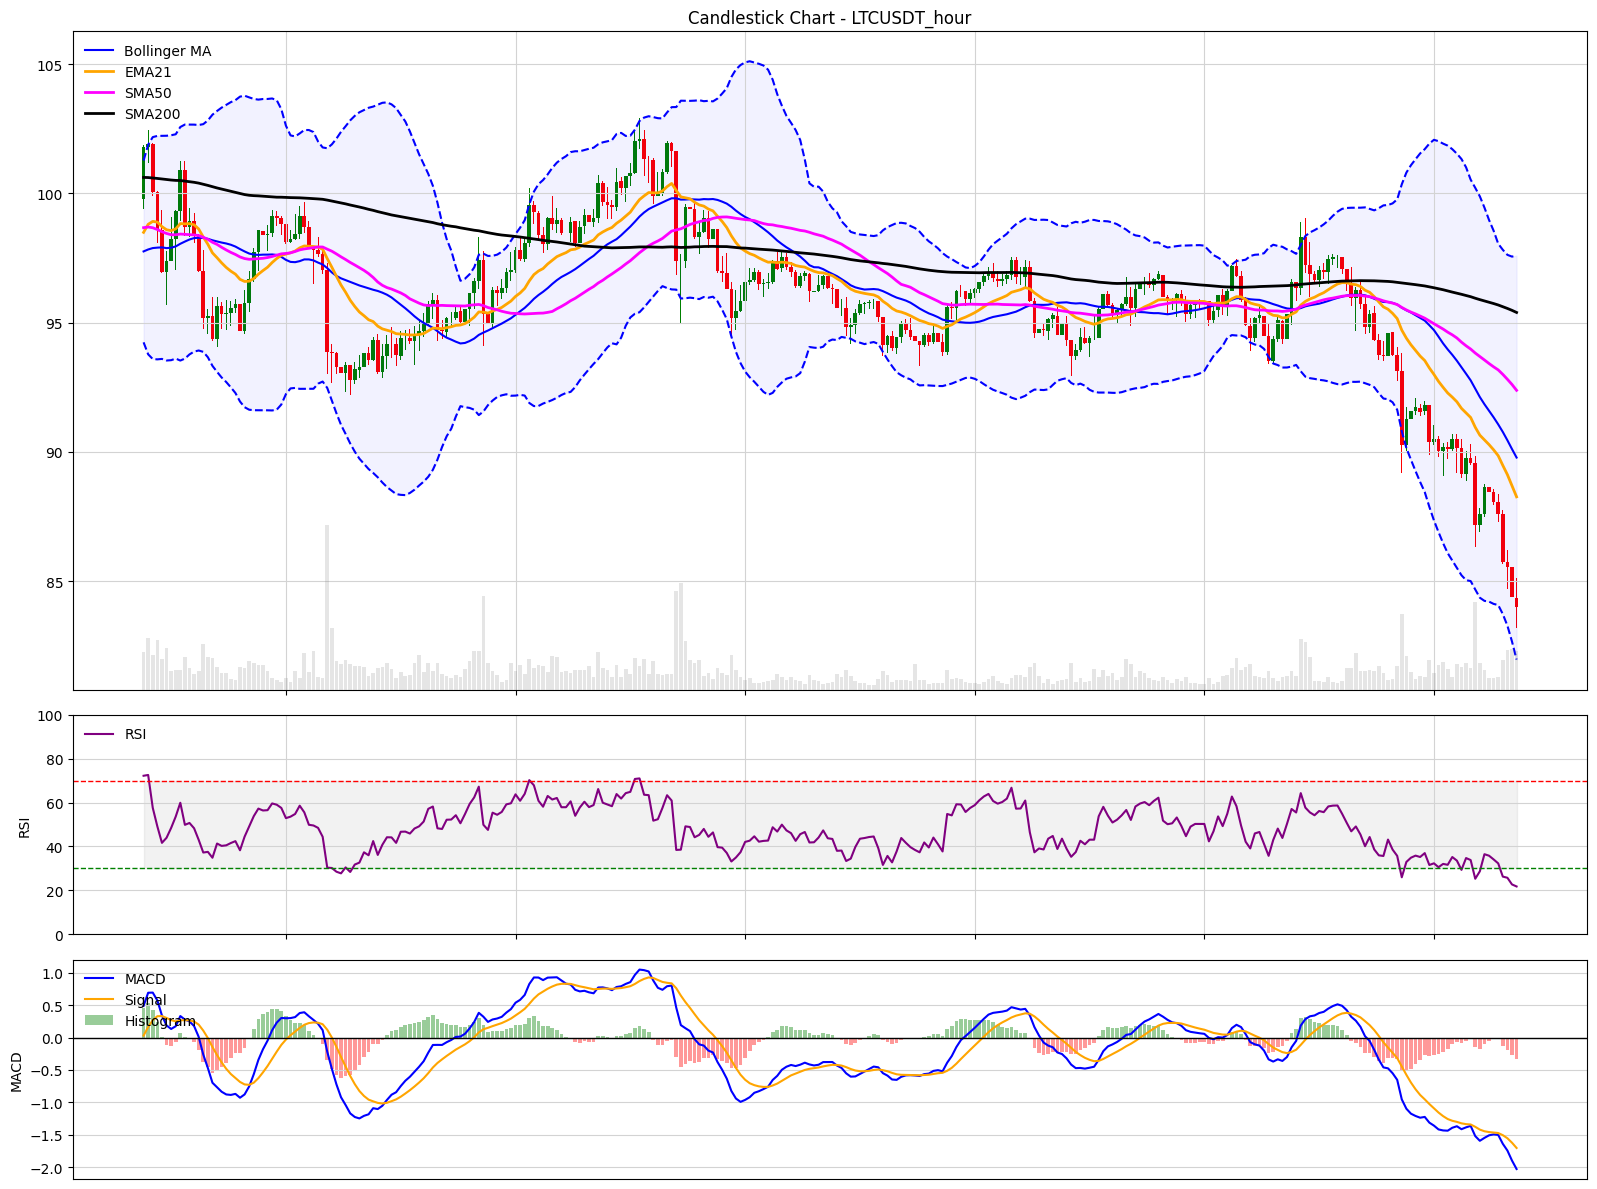 Candlestick Chart - LTCUSDT_hour
Bollinger MA
EMA21
SMA50
SMA200
105
100
95
90
85
RSI
100
80
60
40
20
0
RSI
MACD
Signal
Histogram
1.0
0.5
0.0
−0.5
−1.0
−1.5
−2.0
MACD